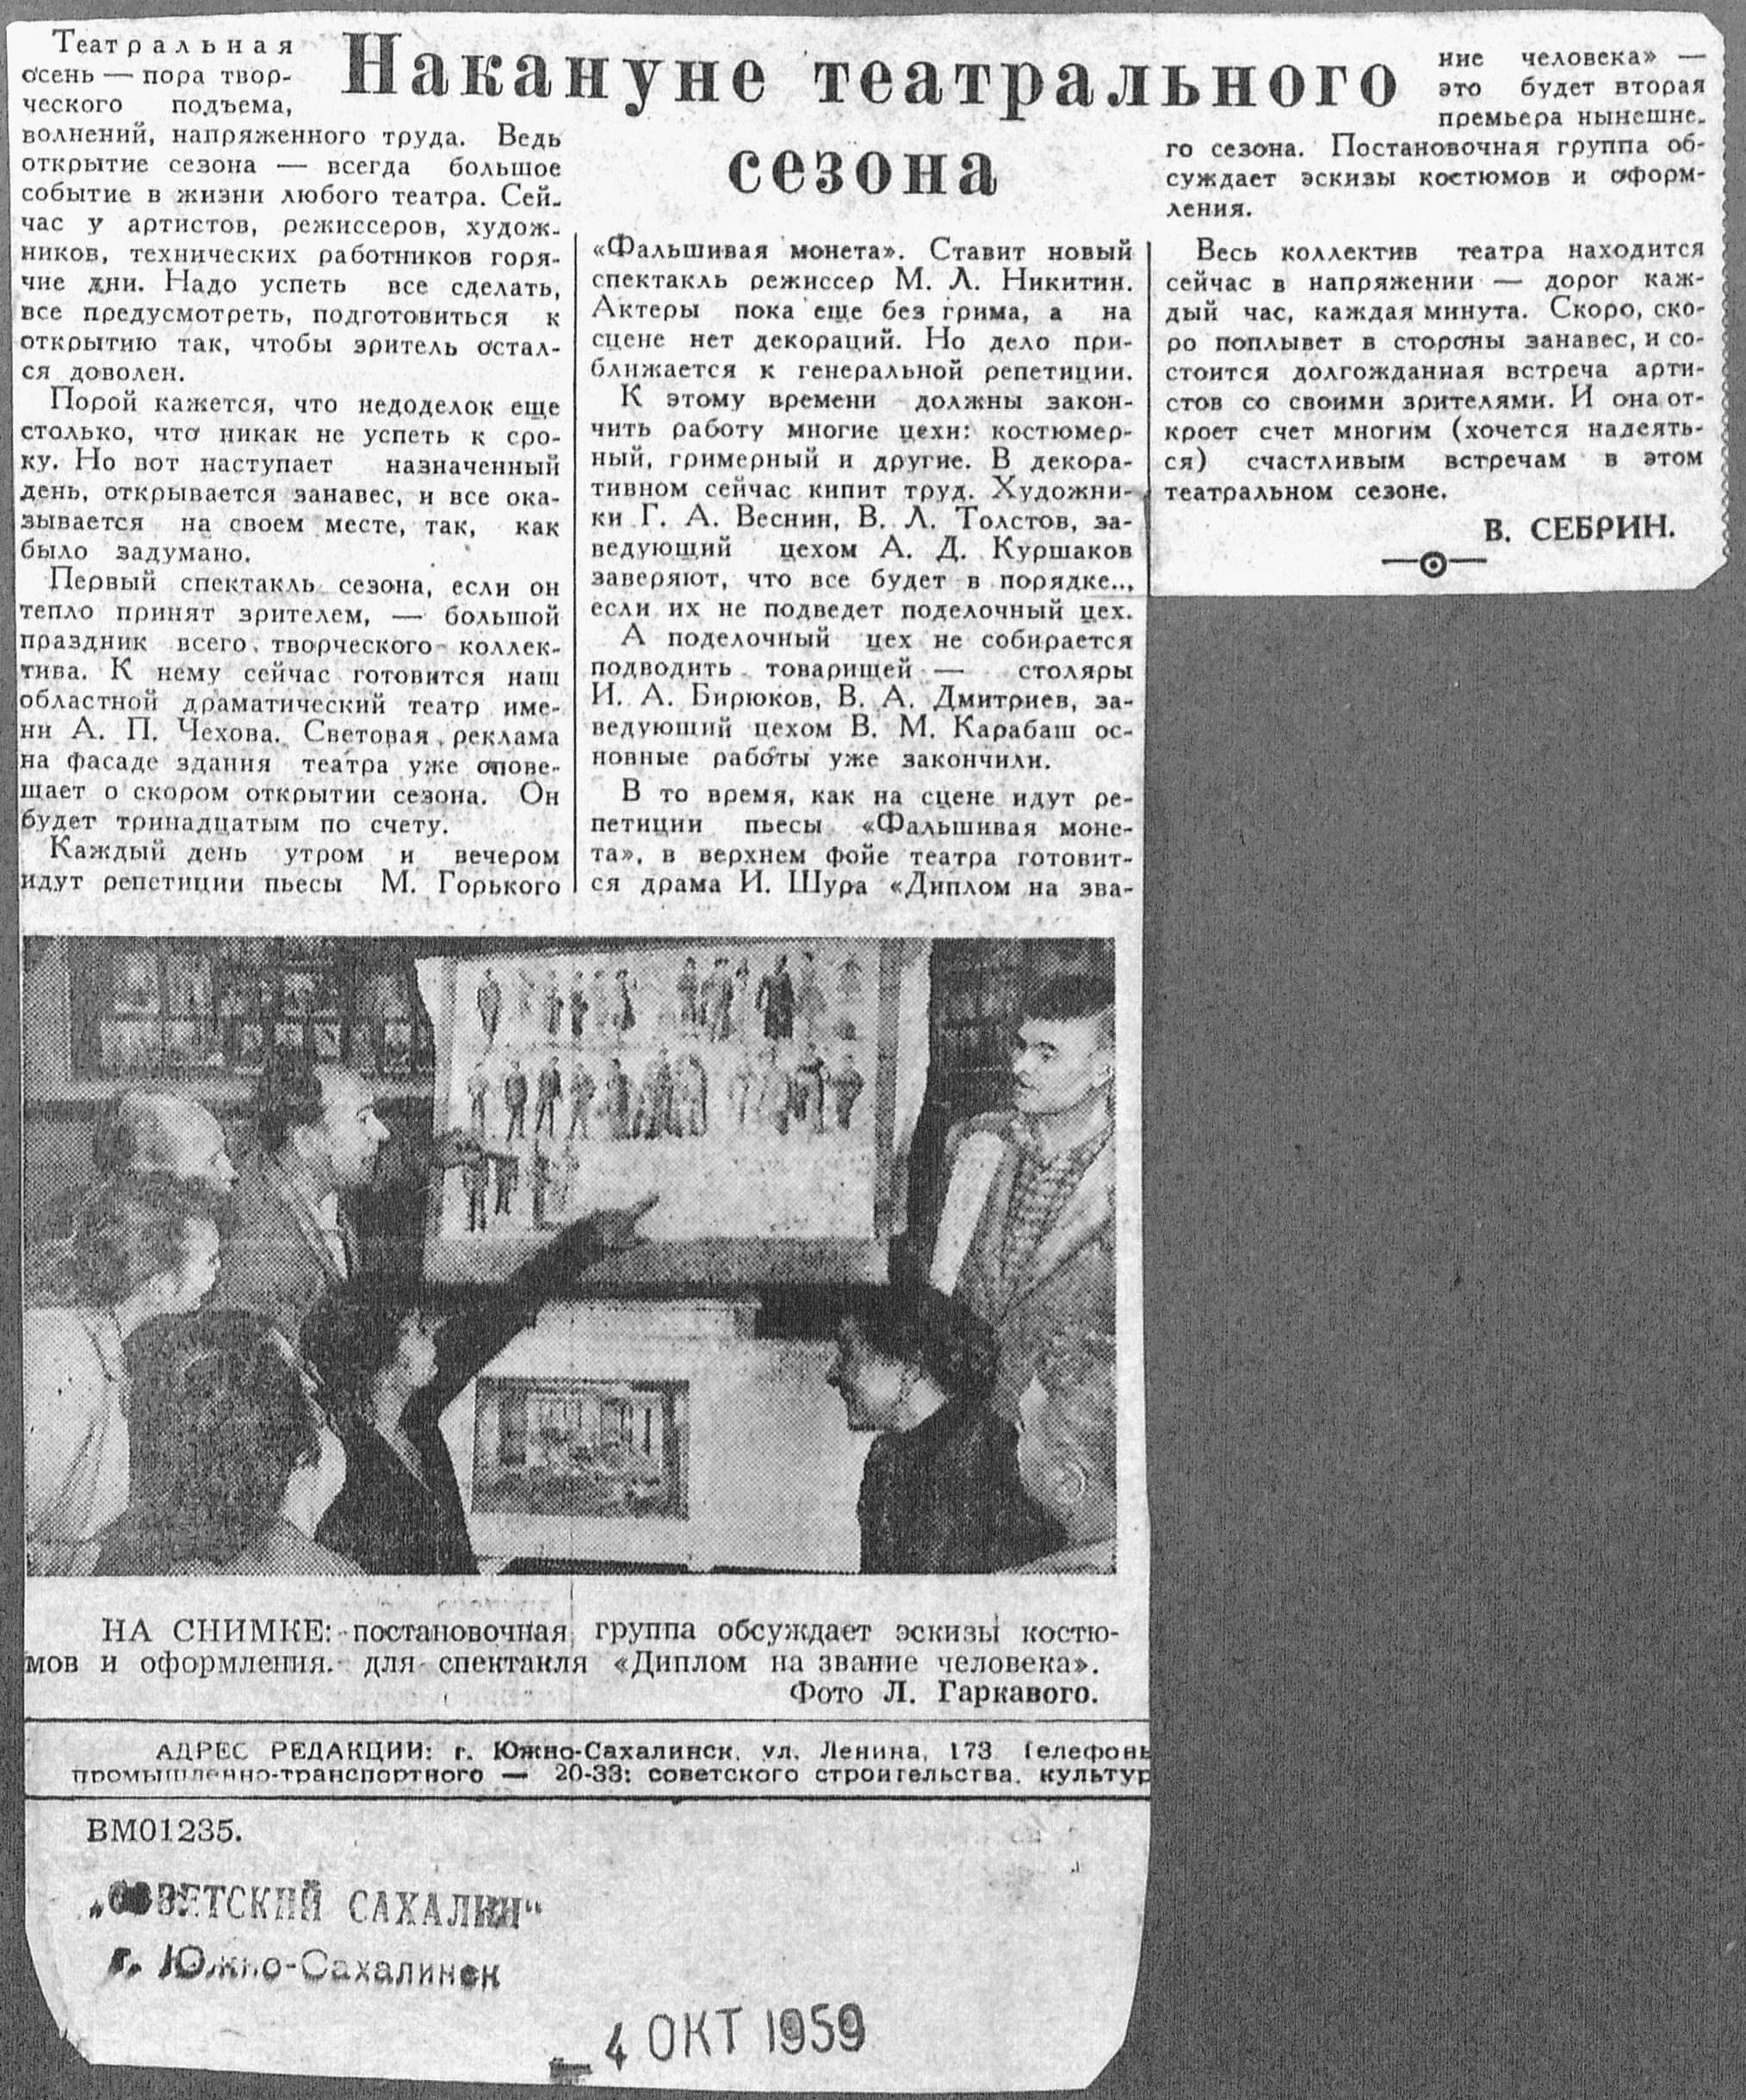 Накануне театрального
сезона
Театральная
осень — пора твор-
ческого подъема,
волнений, напряженного труда. Ведь
открытие сезона — всегда большое
событие в жизни любого театра. Сей-
час у артистов, режиссеров, худож-
ников, технических работников горя-
чие дни. Надо успеть все сделать,
все предусмотреть, подготовиться к
открытию так, чтобы зритель остал-
ся доволен.
Порой кажется, что недоделок еще
столько, что никак не успеть к сро-
ку. Но вот наступает назначенный
день, открывается занавес, и все ока-
зывается на своем месте, так, как
было задумано.
Первый спектакль сезона, если он
тепло принят зрителем, — большой
праздник всего творческого коллек-
тива. К нему сейчас готовится наш
областной драматический театр име-
ни А. П. Чехова. Световая реклама
на фасаде здания театра уже опове-
щает о скором открытии сезона. Он
будет тринадцатым по счету.
Каждый день утром и вечером
идут репетиции пьесы М. Горького
«Фальшивая монета». Ставит новый
спектакль режиссер М. Л. Никитин.
Актеры пока еще без грима, а на
сцене нет декораций. Но дело при-
ближается к генеральной репетиции.
К этому времени должны закон-
чить работу многие цехи: костюмер-
ный, гримерный и другие. В декора-
тивном сейчас кипит труд. Художни-
ки Г. А. Веснин, В. Л. Толстов, за-
ведующий цехом А. Д. Куршаков
заверяют, что все будет в порядке..,
если их не подведет поделочный цех.
А поделочный цех не собирается
подводить товарищей — столяры
И. А. Бирюков, В. А. Дмитриев, за-
ведующий цехом В. М. Карабаш ос-
новные работы уже закончили.
В то время, как на сцене идут ре-
петиции пьесы «Фальшивая моне-
та», в верхнем фойе театра готовит-
ся драма И. Шура «Диплом на зва-
ние человека» —
это будет вторая
премьера нынешне-
го сезона. Постановочная группа об-
суждает эскизы костюмов и оформ-
ления.
Весь коллектив театра находится
сейчас в напряжении — дорог каж-
дый час, каждая минута. Скоро, ско-
ро поплывет в стороны занавес, и со-
стоится долгожданная встреча арти-
стов со своими зрителями. И она от-
кроет счет многим (хочется надеять-
ся) счастливым встречам в этом
театральном сезоне.
В. СЕБРИН.
НА СНИМКЕ: постановочная группа обсуждает эскизы костю-
мов и оформления для спектакля «Диплом на звание человека».
Фото Л. Гаркавого.
АДРЕС РЕДАКЦИИ: г. Южно-Сахалинск, ул. Ленина, 173 Телефоны
промышленно-транспортного — 20-33; советского строительства, культур
ВМ01235.
„СОВЕТСКИЙ САХАЛИН"
г. Южно-Сахалинск
- 4 ОКТ 1959